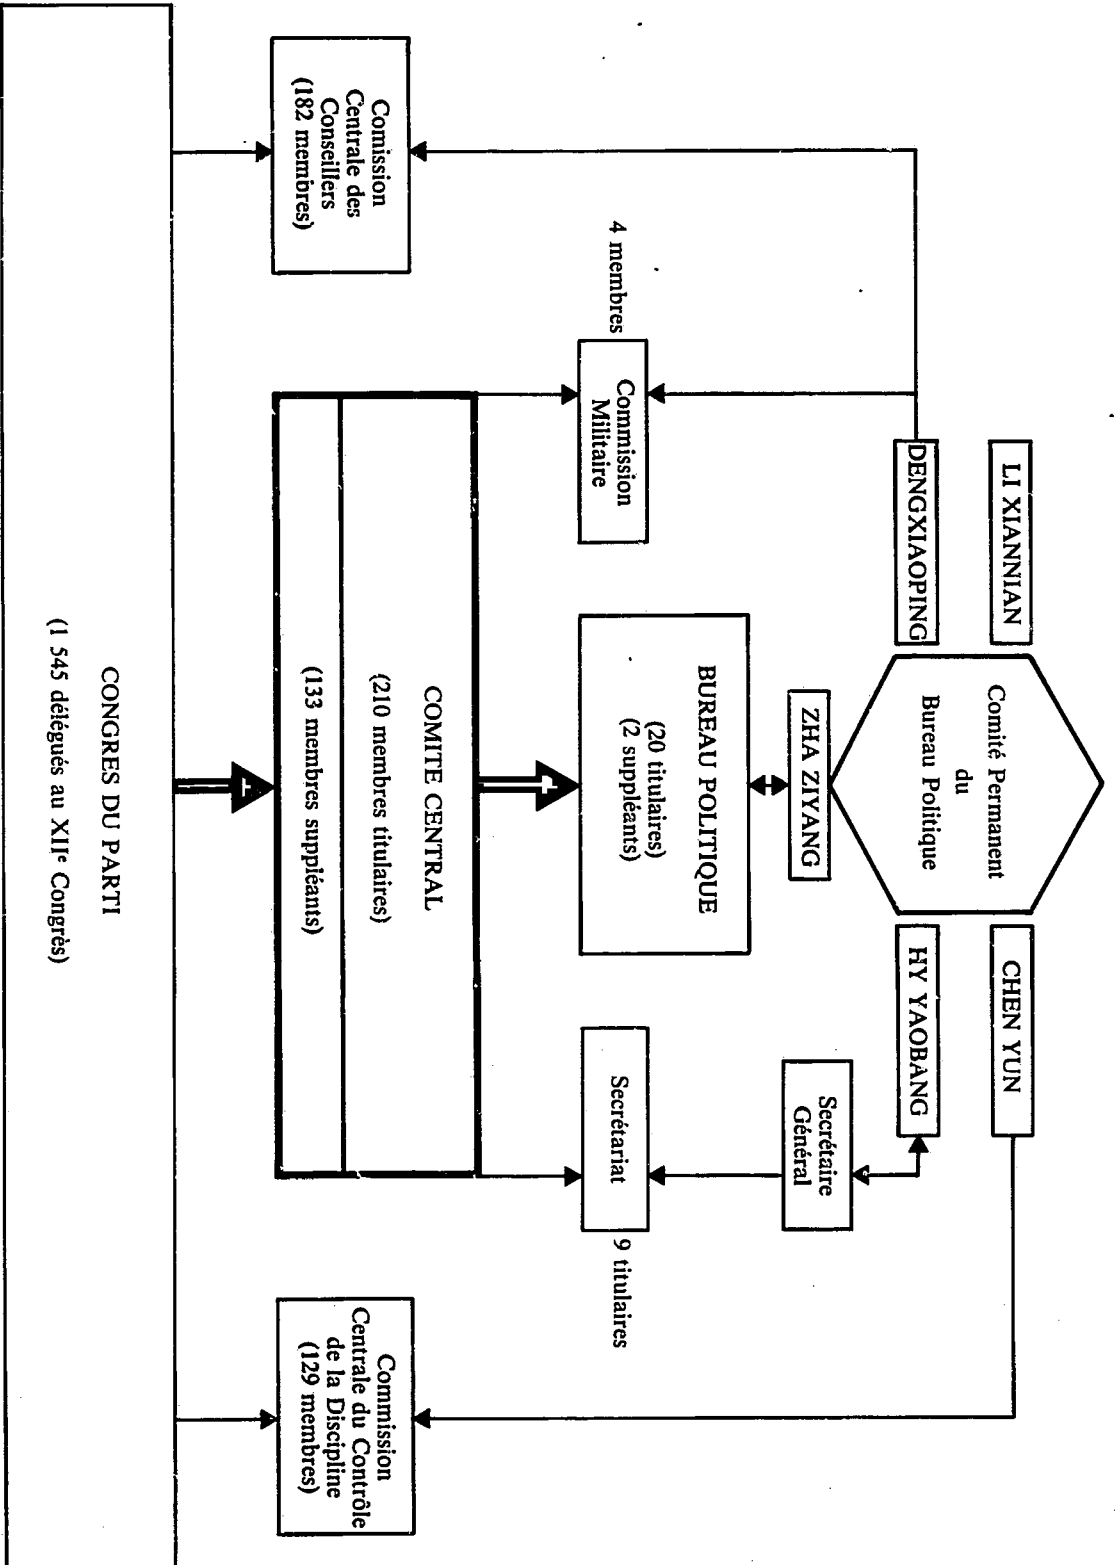 LI XIANNIAN
CHEN YUN
Comité Permanent
du
Bureau Politique
DENGXIAOPING
HY YAOBANG
ZHA ZIYANG
Secrétaire
Général
BUREAU POLITIQUE
(20 titulaires)
(2 suppléants)
4 membres
Commission
Militaire
Secrétariat
9 titulaires
COMITE CENTRAL
(210 membres titulaires)
(133 membres suppléants)
Comission
Centrale des
Conseillers
(182 membres)
Commission
Centrale du Contrôle
de la Discipline
(129 membres)
CONGRES DU PARTI
(1 545 délégués au XIIe Congrès)